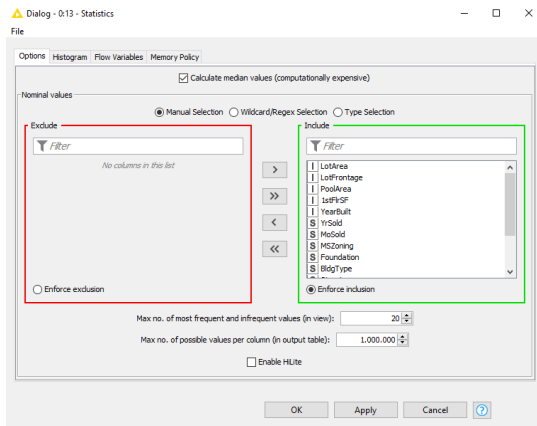 Dialog - 0:13 - Statistics
File
Options Histogram Flow Variables Memory Policy
Calculate median values (computationally expensive)
Nominal values
Manual Selection Wildcard/Regex Selection Type Selection
Exclude
Filter
No columns in this list
Enforce exclusion
>
>>
<
<<
Include
Filter
I LotArea
I LotFrontage
I PoolArea
I 1stFlrSF
I YearBuilt
S YrSold
S MoSold
S MSZoning
S Foundation
S BldgType
Enforce inclusion
Max no. of most frequent and infrequent values (in view): 20
Max no. of possible values per column (in output table): 1.000.000
Enable HiLite
OK Apply Cancel ?